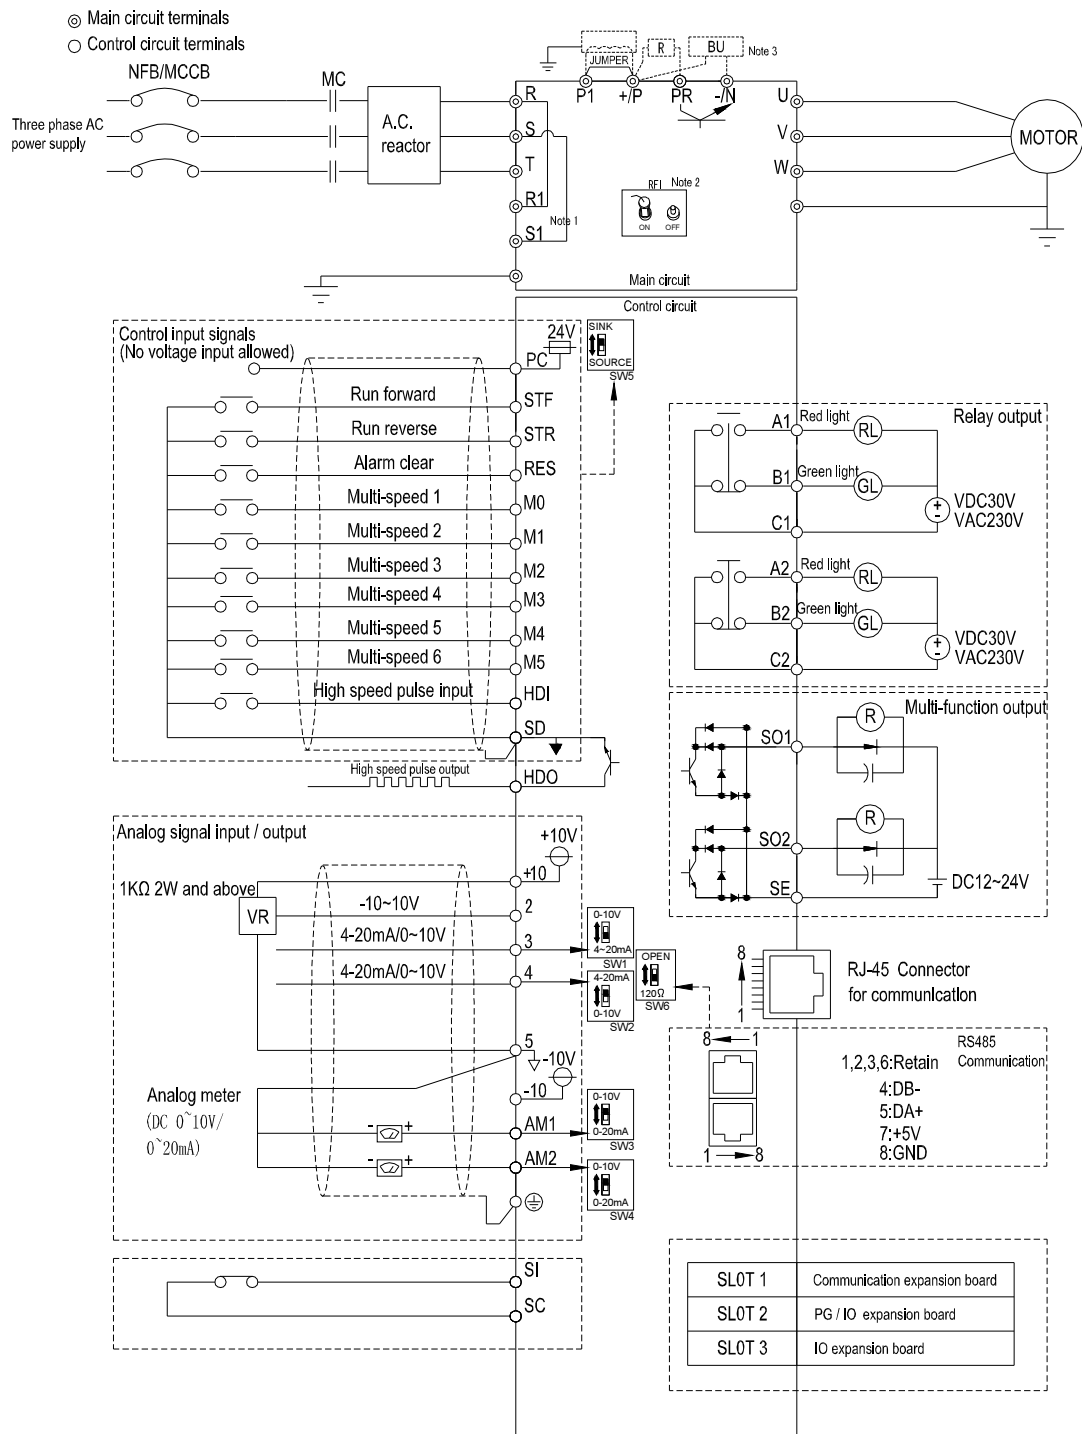 Main circuit terminals
Control circuit terminals
NFB/MCCB
MC
Three phase AC
power supply
A.C.
reactor
R
S
T
R1
S1
Note 1
JUMPER
R
BU
Note 3
P1
+/P
PR
-/N
U
V
W
MOTOR
RFI
Note 2
ON
OFF
Main circuit
Control circuit
Control input signals
(No voltage input allowed)
24V
PC
SINK
SOURCE
SW5
Run forward
STF
Run reverse
STR
Alarm clear
RES
Multi-speed 1
M0
Multi-speed 2
M1
Multi-speed 3
M2
Multi-speed 4
M3
Multi-speed 5
M4
Multi-speed 6
M5
High speed pulse input
HDI
SD
High speed pulse output
HDO
Relay output
A1
Red light
RL
B1
Green light
GL
C1
+
-
VDC30V
VAC230V
A2
Red light
RL
B2
Green light
GL
C2
+
-
VDC30V
VAC230V
Multi-function output
R
SO1
R
SO2
SE
DC12~24V
Analog signal input / output
+10V
+10
1KΩ 2W and above
VR
-10~10V
2
4-20mA/0~10V
3
4-20mA/0~10V
4
0-10V
4~20mA
SW1
4-20mA
0-10V
SW2
OPEN
120Ω
SW6
5
-10V
-10
Analog meter
(DC 0~10V/
0~20mA)
- +
AM1
- +
AM2
0-10V
0-20mA
SW3
0-10V
0-20mA
SW4
8
1
RJ-45 Connector
for communication
8 1
1 8
RS485
Communication
1,2,3,6:Retain
4:DB-
5:DA+
7:+5V
8:GND
SI
SC
SLOT 1
Communication expansion board
SLOT 2
PG / IO expansion board
SLOT 3
IO expansion board